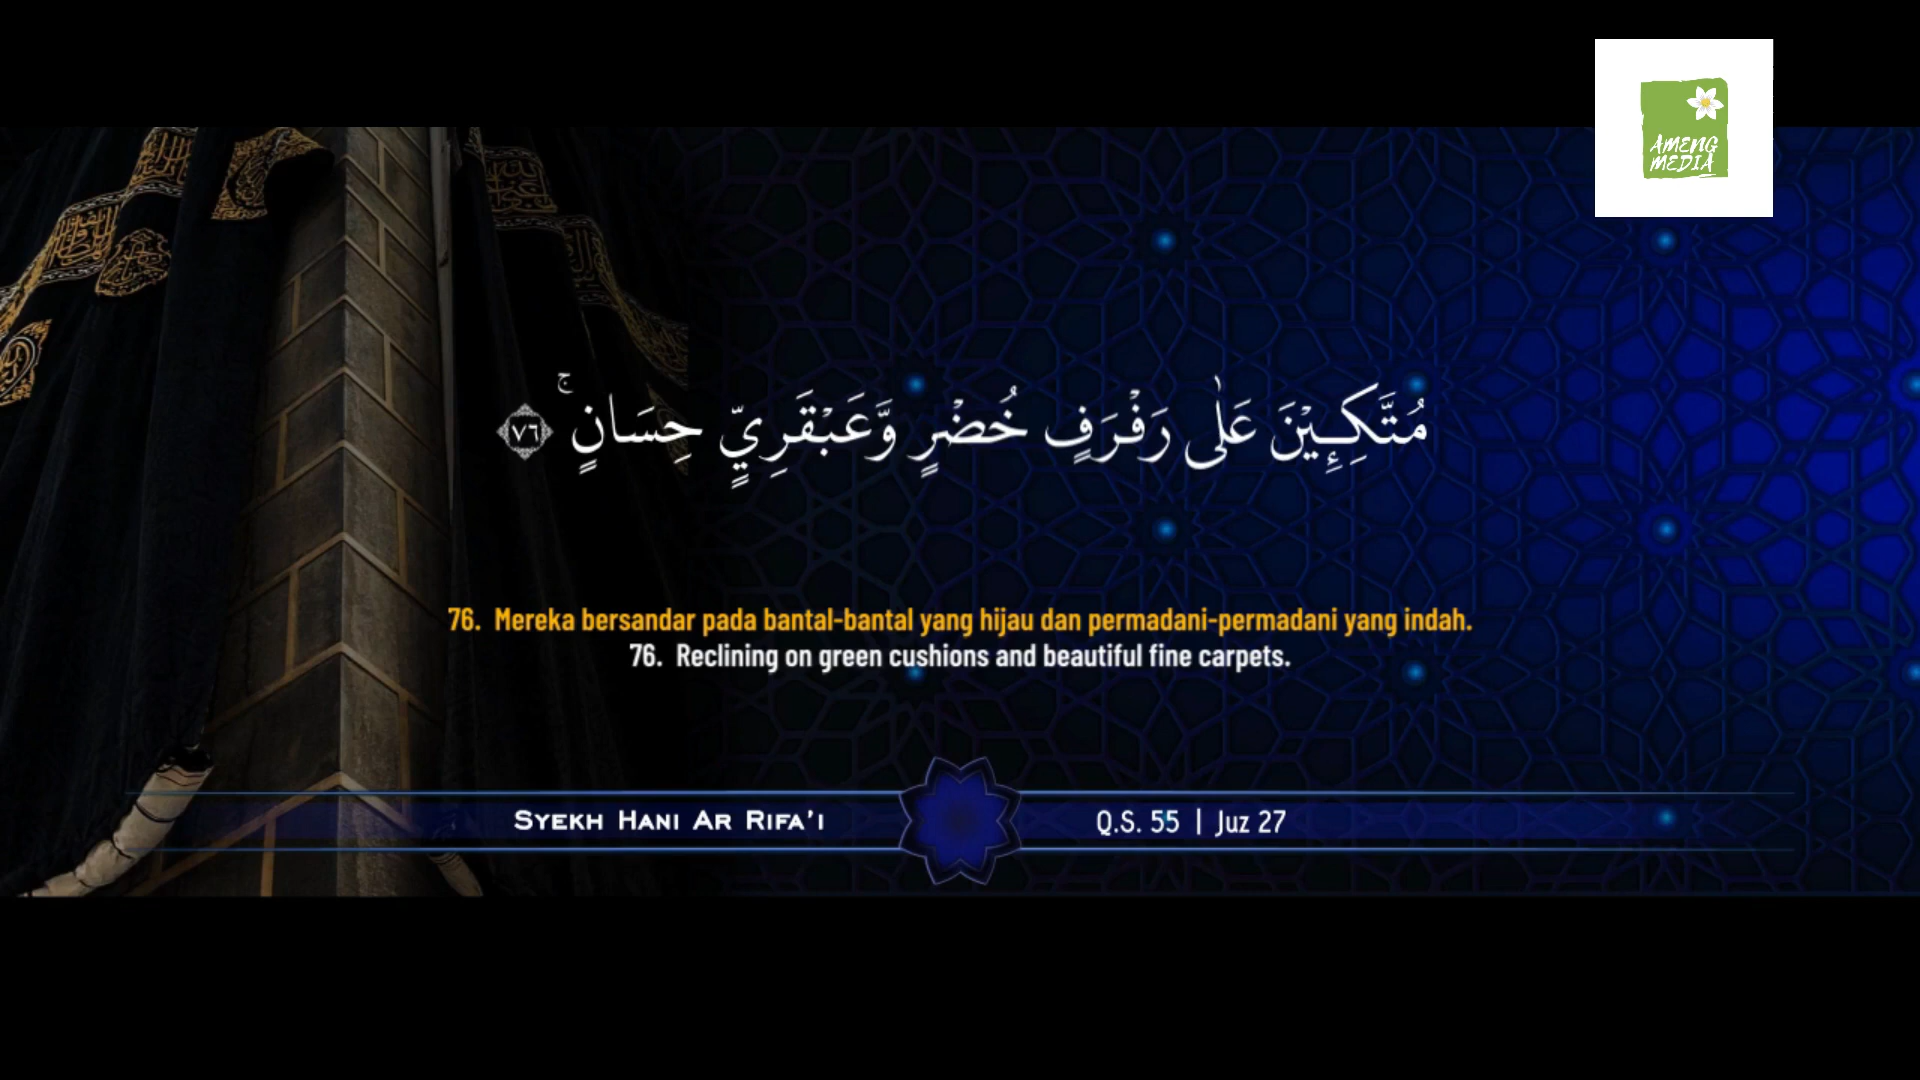 AMENG
MEDIA
مُتَّكِـِٕيْنَ عَلٰى رَفْرَفٍ خُضْرٍ وَّعَبْقَرِيٍّ حِسَانٍۚ ٧٦
76. Mereka bersandar pada bantal-bantal yang hijau dan permadani-permadani yang indah.
76. Reclining on green cushions and beautiful fine carpets.
SYEKH HANI AR RIFA'I
Q.S. 55 | Juz 27